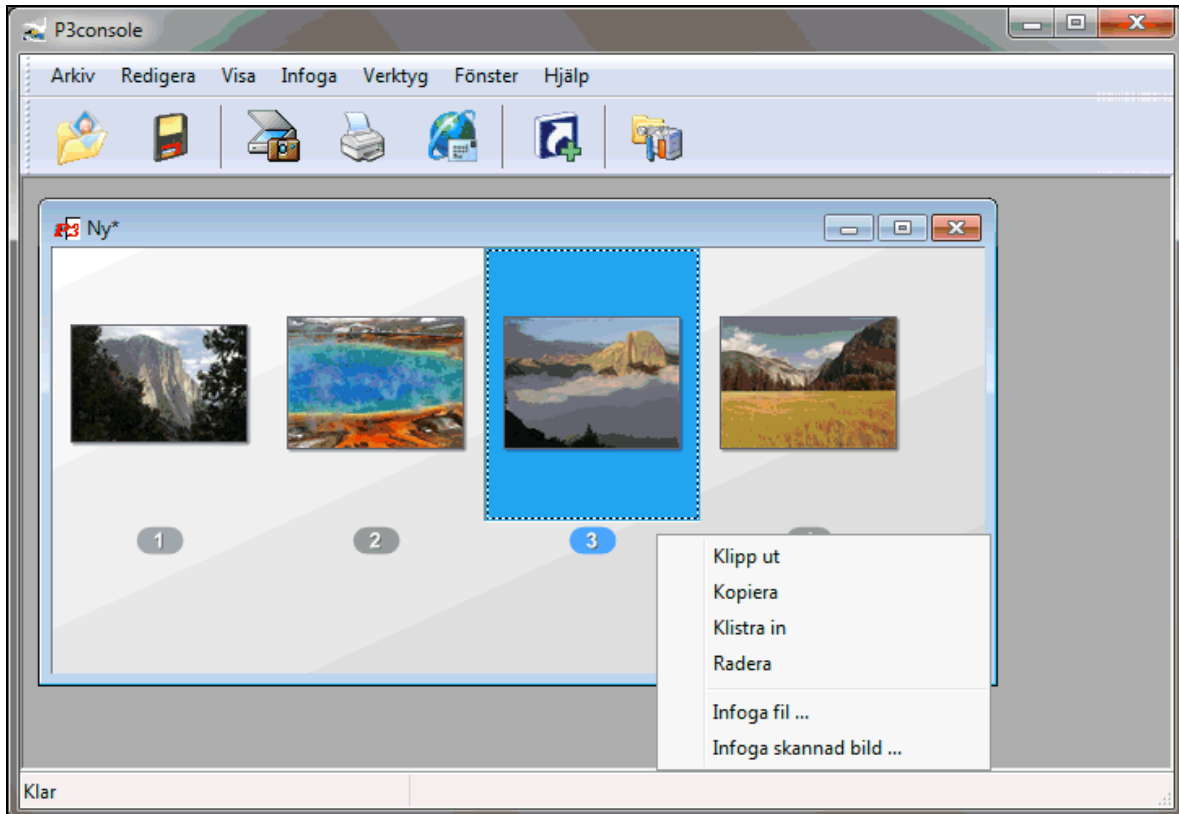 P3console
Arkiv Redigera Visa Infoga Verktyg Fönster Hjälp
P3 Ny*
1 2 3
Klipp ut
Kopiera
Klistra in
Radera
Infoga fil ...
Infoga skannad bild ...
Klar